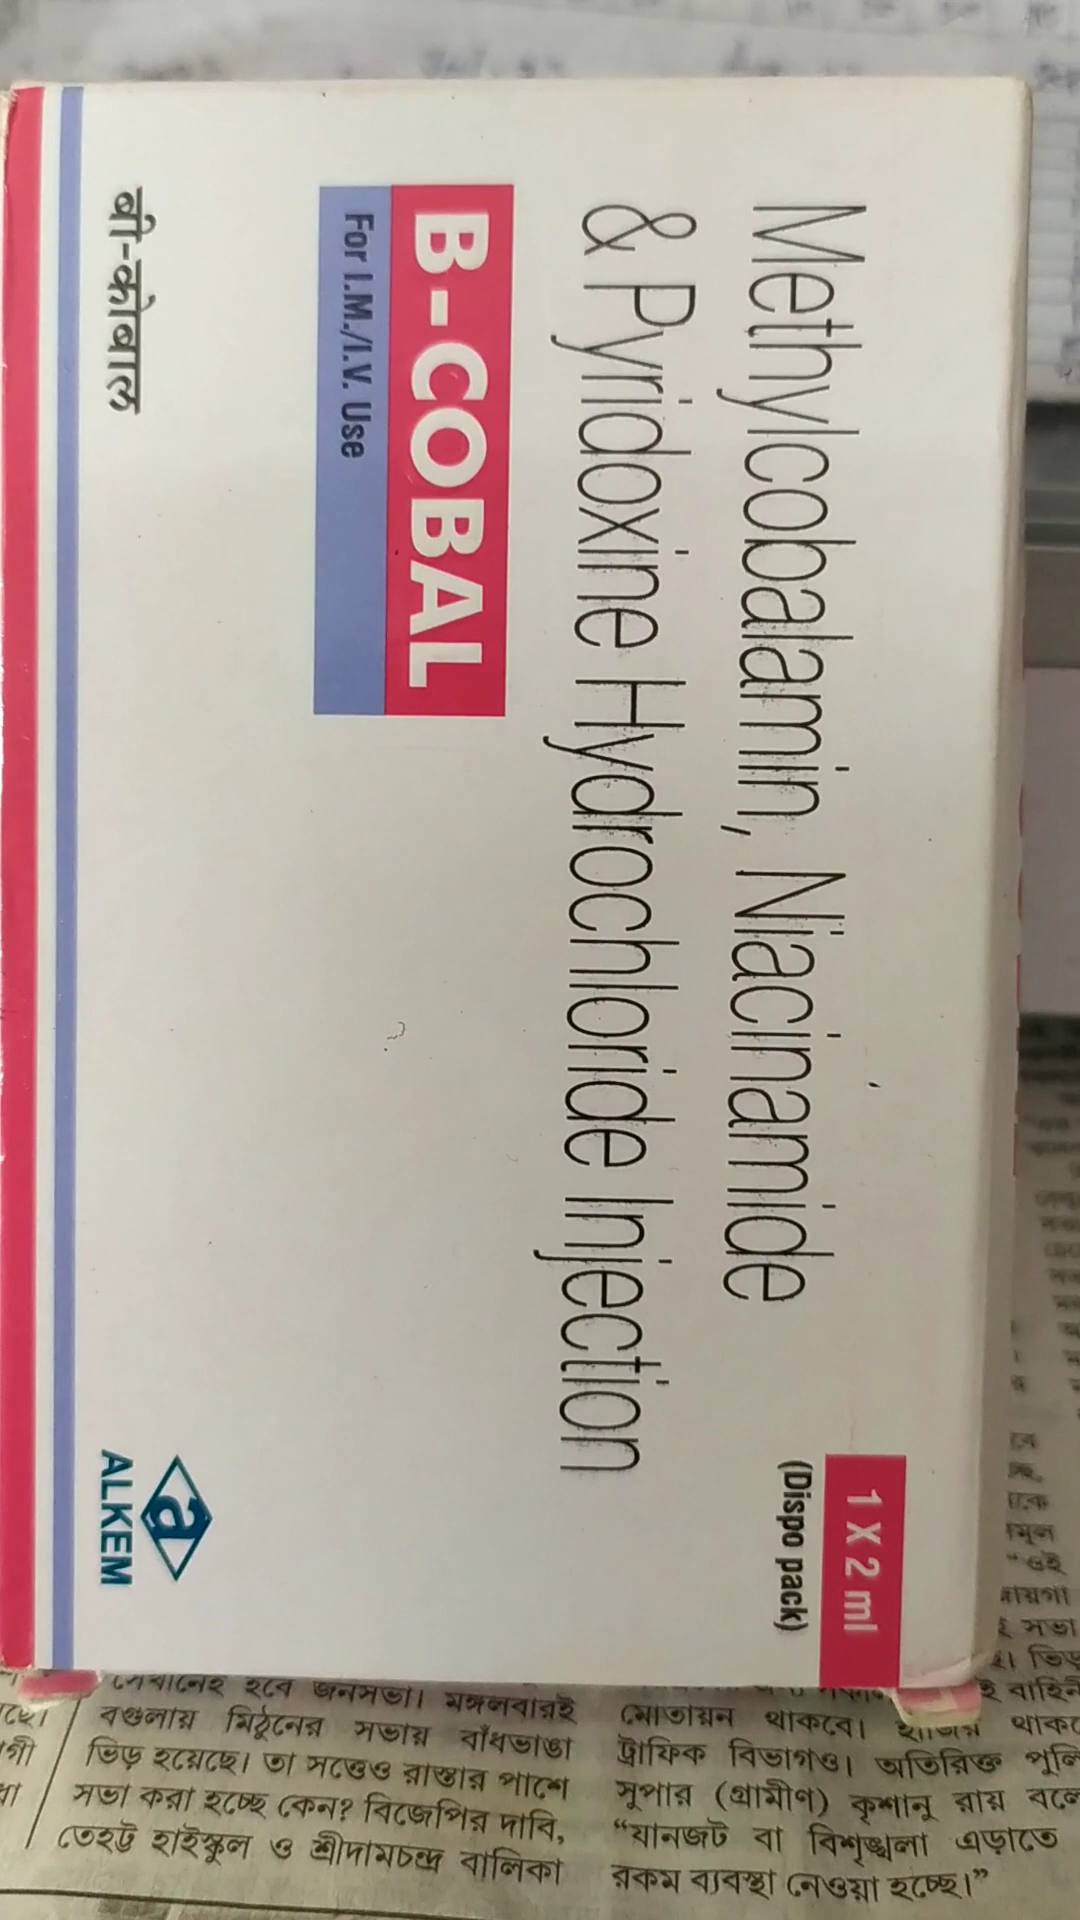 1 X 2 ml
(Dispo pack)
Methylcobalamin, Niacinamide
& Pyridoxine Hydrochloride Injection
B-COBAL
For I.M./I.V. Use
बी-कोबाल
a
ALKEM
সেখানেই হবে জনসভা। মঙ্গলবারই
বগুলায় মিঠুনের সভায় বাঁধভাঙা
ভিড় হয়েছে। তা সত্ত্বেও রাস্তার পাশে
সভা করা হচ্ছে কেন? বিজেপির দাবি,
তেহট্ট হাইস্কুল ও শ্রীদামচন্দ্র বালিকা
মোতায়ন থাকবে। হাজির থাকবে
ট্রাফিক বিভাগও। অতিরিক্ত পুলিশ
সুপার (গ্রামীণ) কৃশানু রায় বলেন
“যানজট বা বিশৃঙ্খলা এড়াতে
রকম ব্যবস্থা নেওয়া হচ্ছে।”